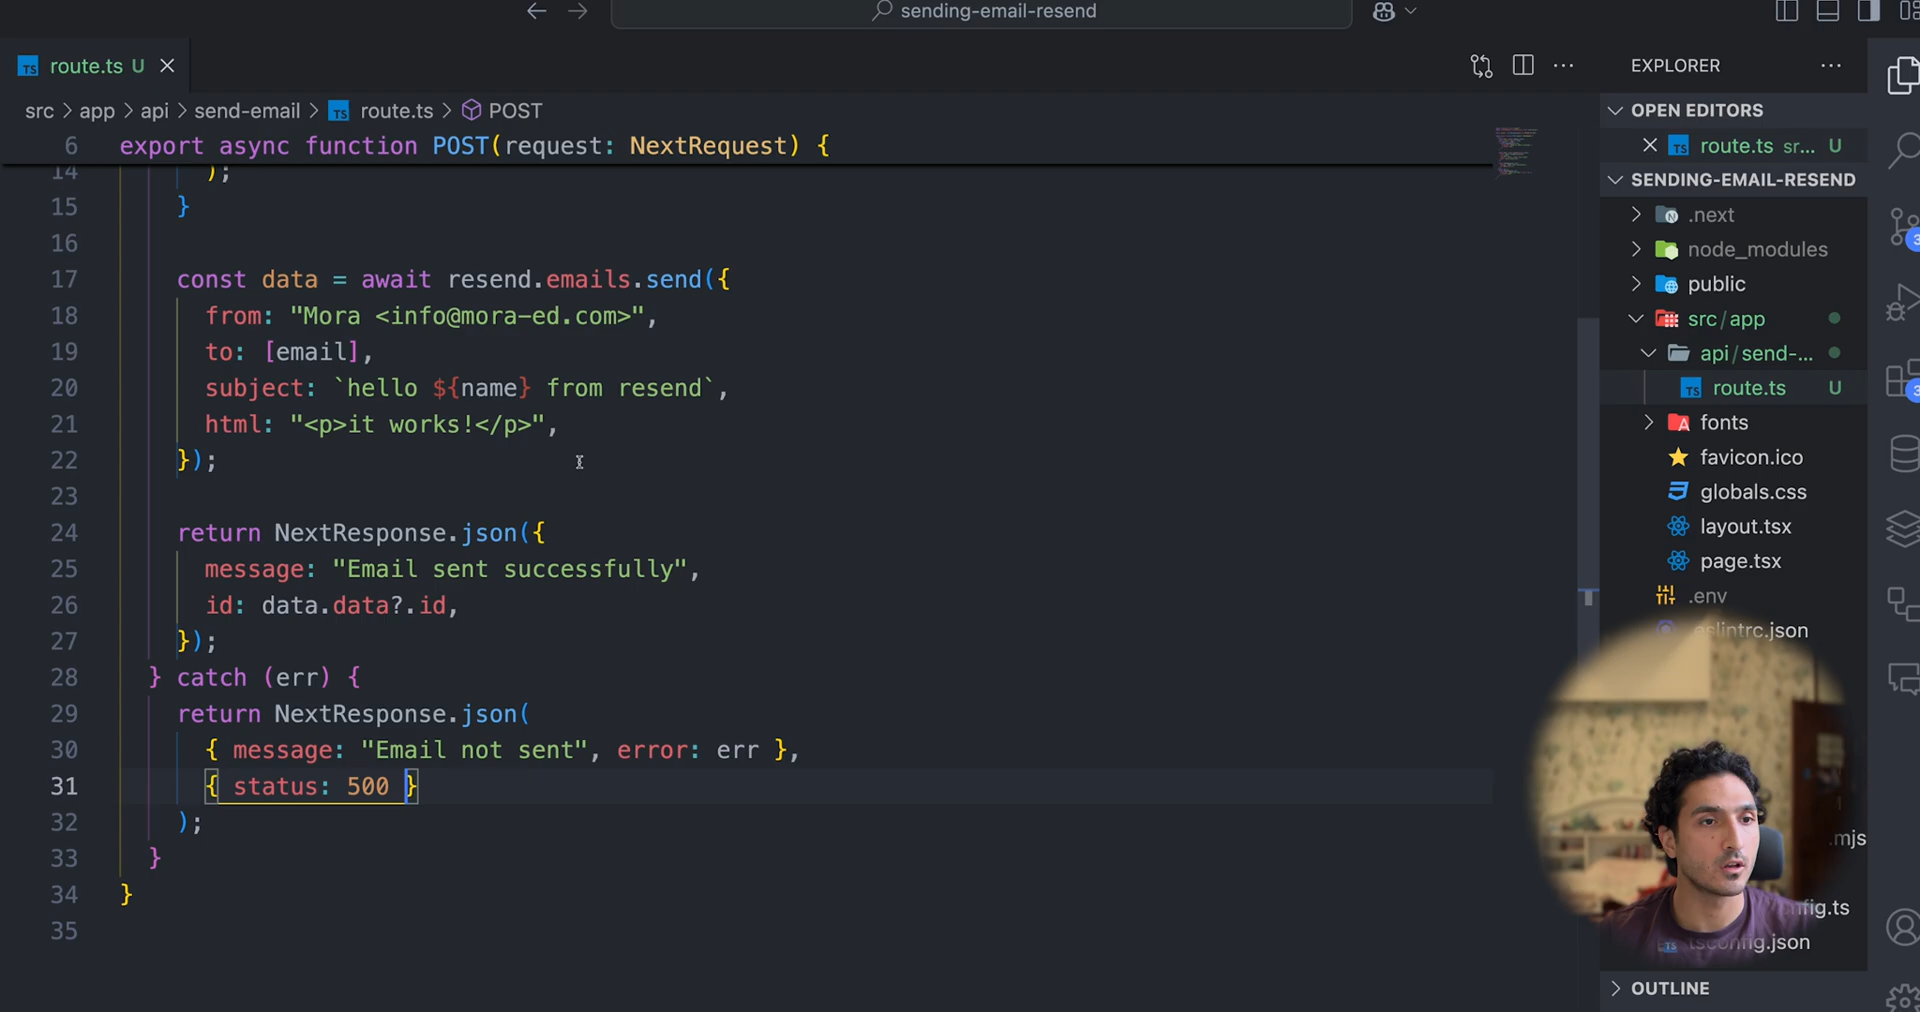 sending-email-resend
TS route.ts U
EXPLORER
src > app > api > send-email > TS route.ts > POST
OPEN EDITORS
6 export async function POST(request: NextRequest) {
TS route.ts sr... U
14 );
SENDING-EMAIL-RESEND
15 }
.next
16
node_modules
17 const data = await resend.emails.send({
public
18 from: "Mora <info@mora-ed.com>",
src/app
19 to: [email],
api/send-...
20 subject: `hello ${name} from resend`,
TS route.ts U
21 html: "<p>it works!</p>",
fonts
22 });
favicon.ico
23
globals.css
24 return NextResponse.json({
layout.tsx
25 message: "Email sent successfully",
page.tsx
26 id: data.data?.id,
.env
27 });
eslintrc.json
28 } catch (err) {
29 return NextResponse.json(
30 { message: "Email not sent", error: err },
31 { status: 500 }
32 );
.mjs
33 }
34 }
nfig.ts
35
TS tsconfig.json
OUTLINE